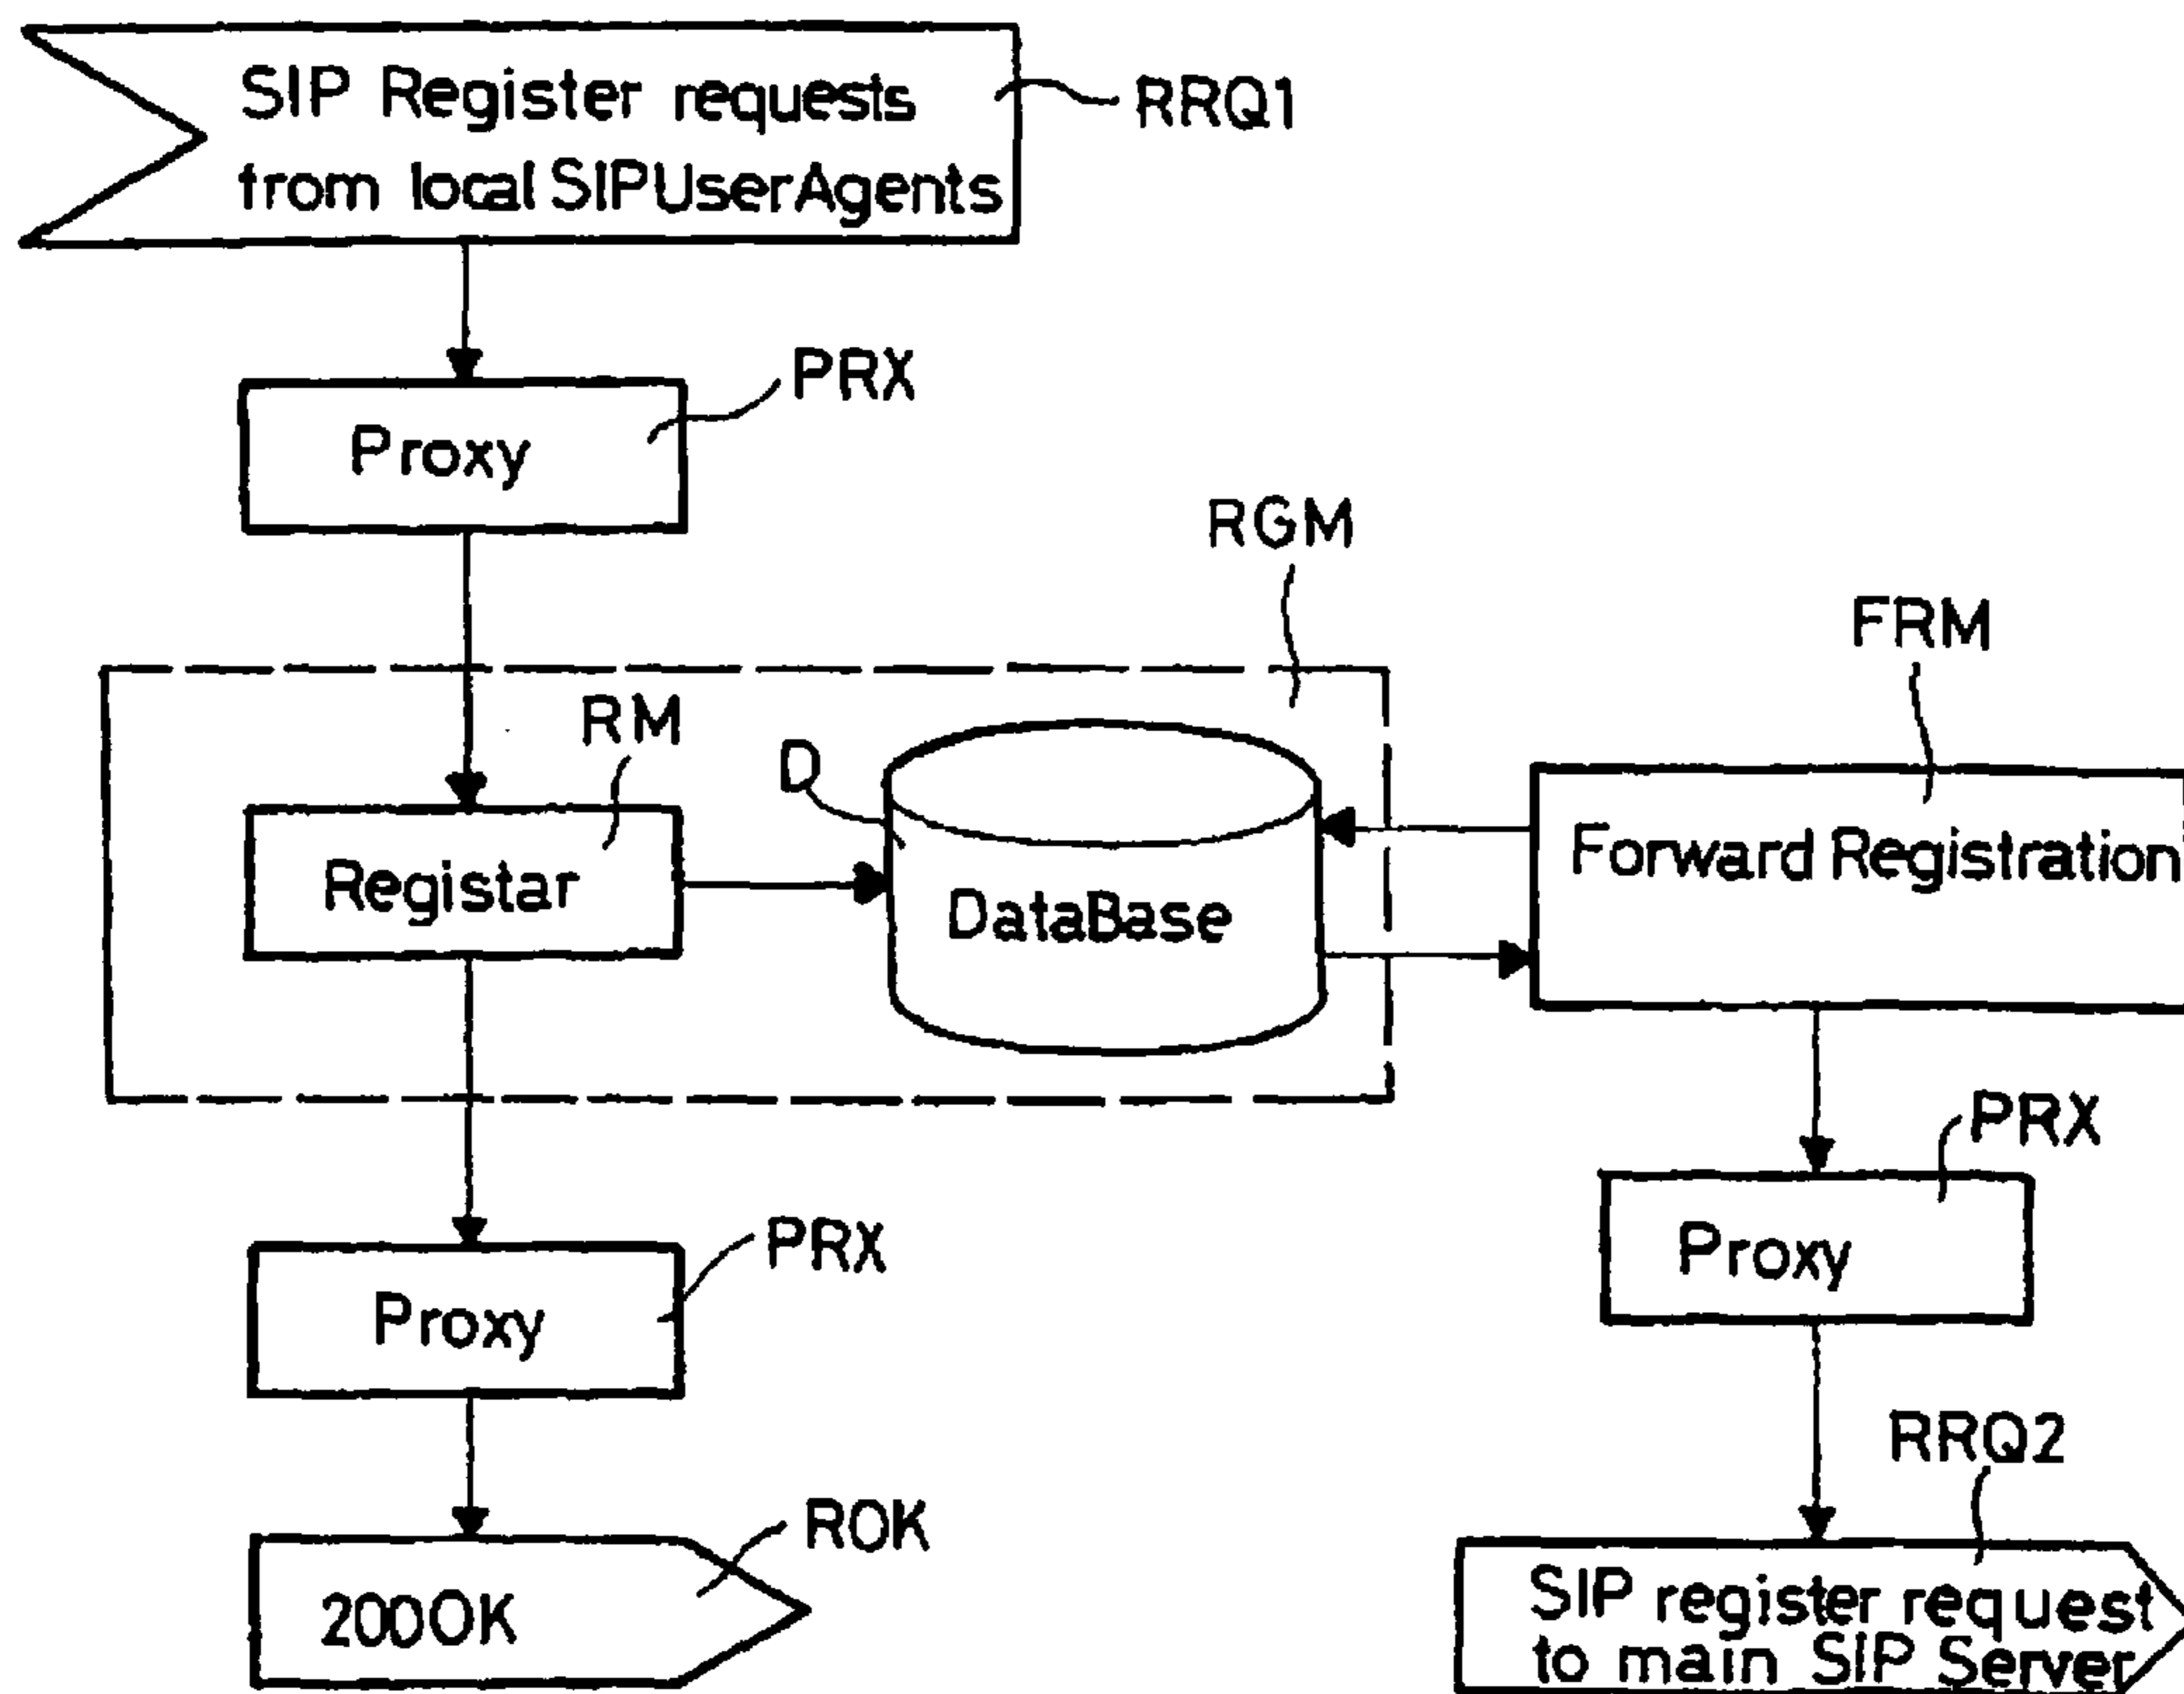 SIP Register requests
from local SIPUserAgents
RRQ1
PRX
Proxy
RGM
FRM
RM
D
Registar
DataBase
Forward Registration
PRX
Proxy
PRX
Proxy
RRQ2
ROK
200OK
SIP register request
to main SIP Server